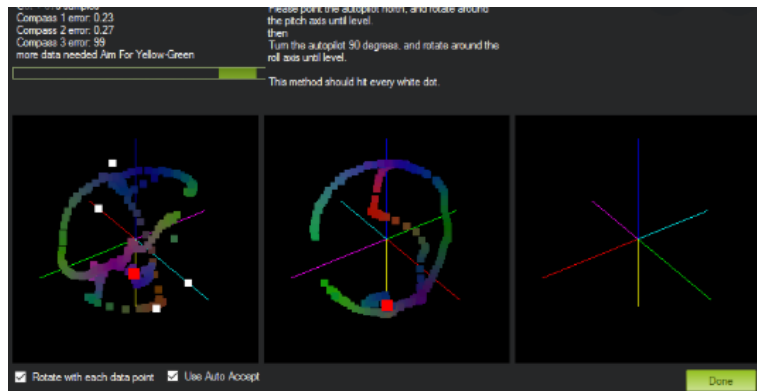 Compass 1 error: 0.23
Compass 2 error: 0.27
Compass 3 error: 99
more data needed Aim For Yellow-Green
Please point the autopilot north, and rotate around
the pitch axis until level.
then
Turn the autopilot 90 degrees, and rotate around the
roll axis until level.
This method should hit every white dot.
Rotate with each data point
Use Auto Accept
Done